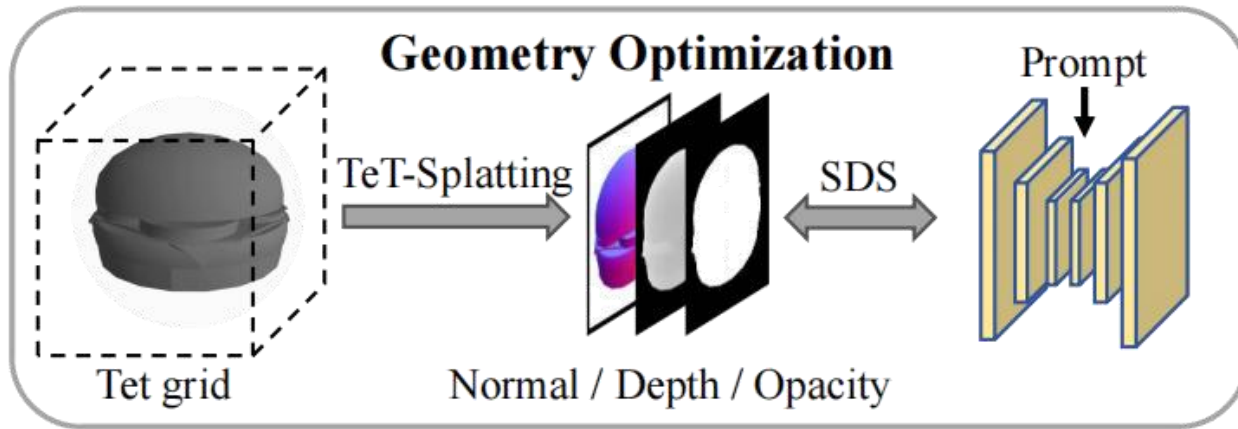 Geometry Optimization
Prompt
TeT-Splatting
SDS
Tet grid
Normal / Depth / Opacity